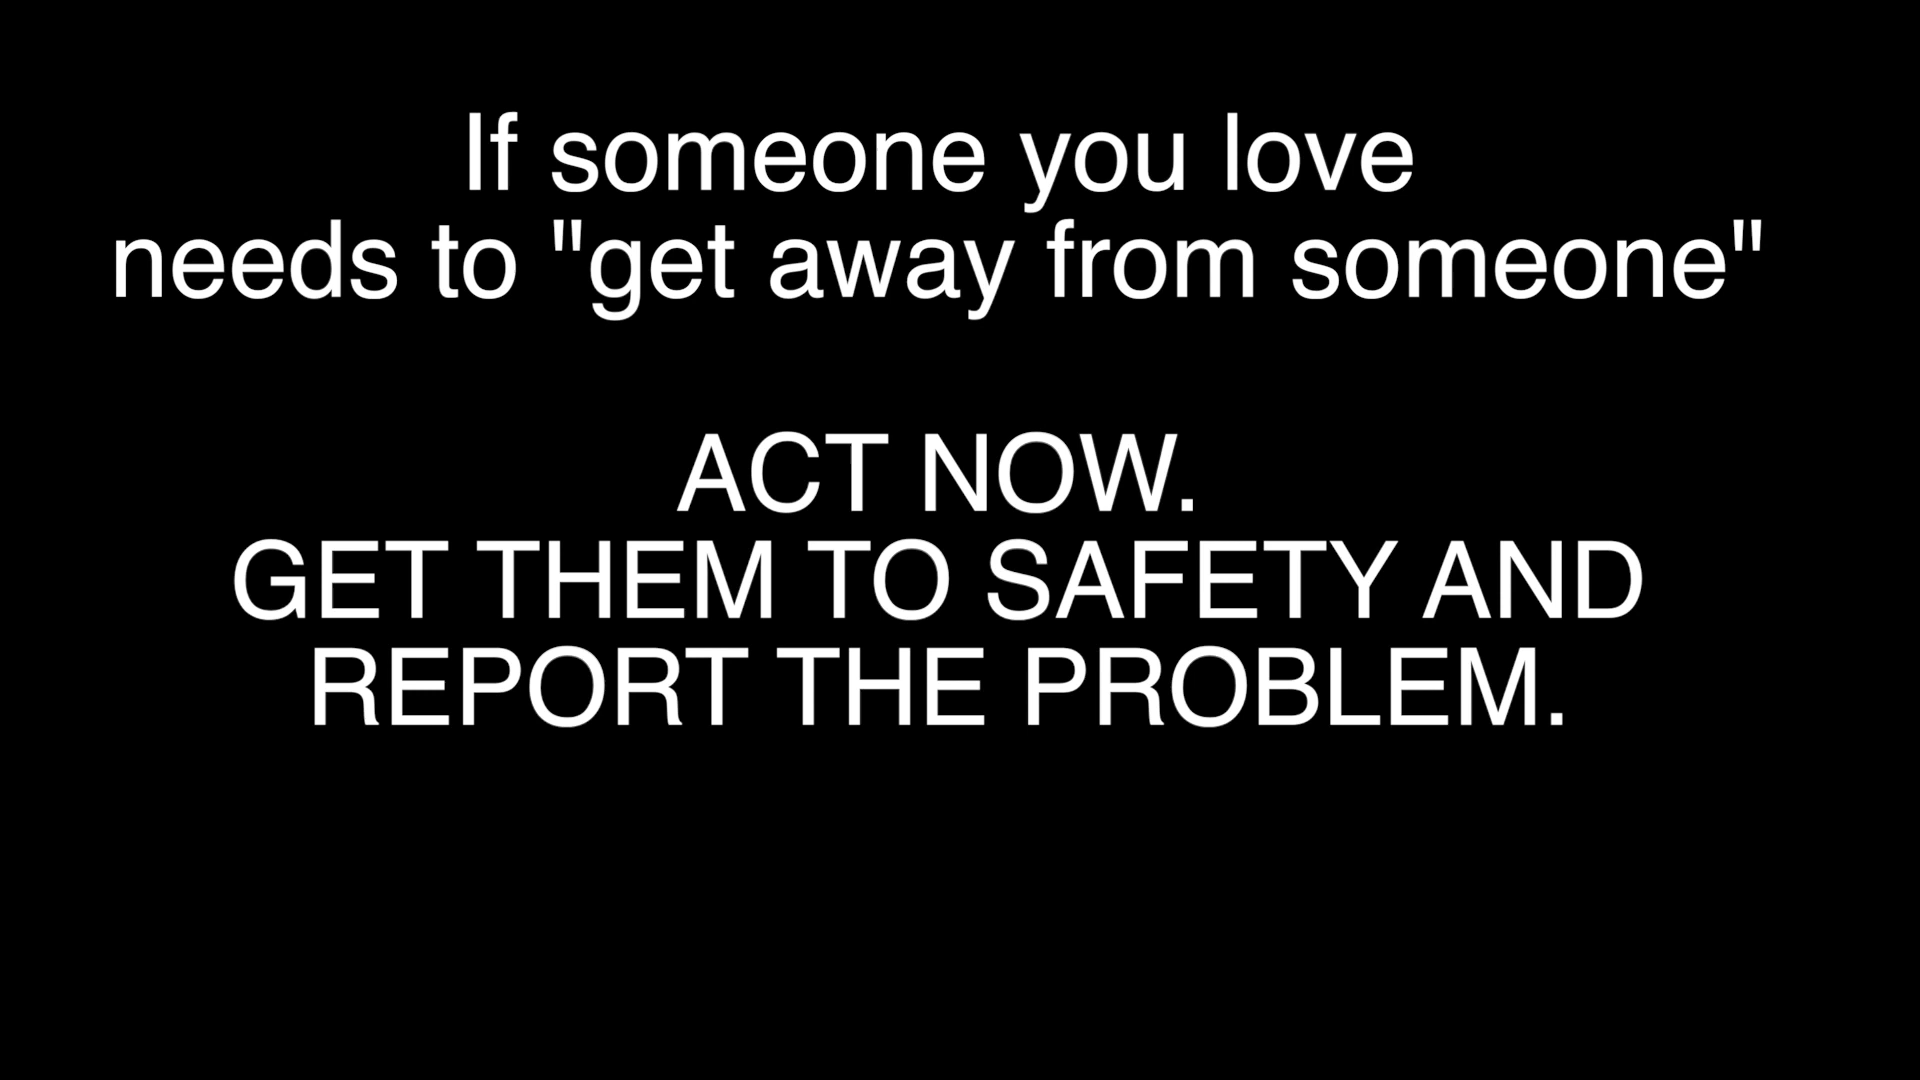 If someone you love
needs to "get away from someone"
ACT NOW.
GET THEM TO SAFETY AND
REPORT THE PROBLEM.